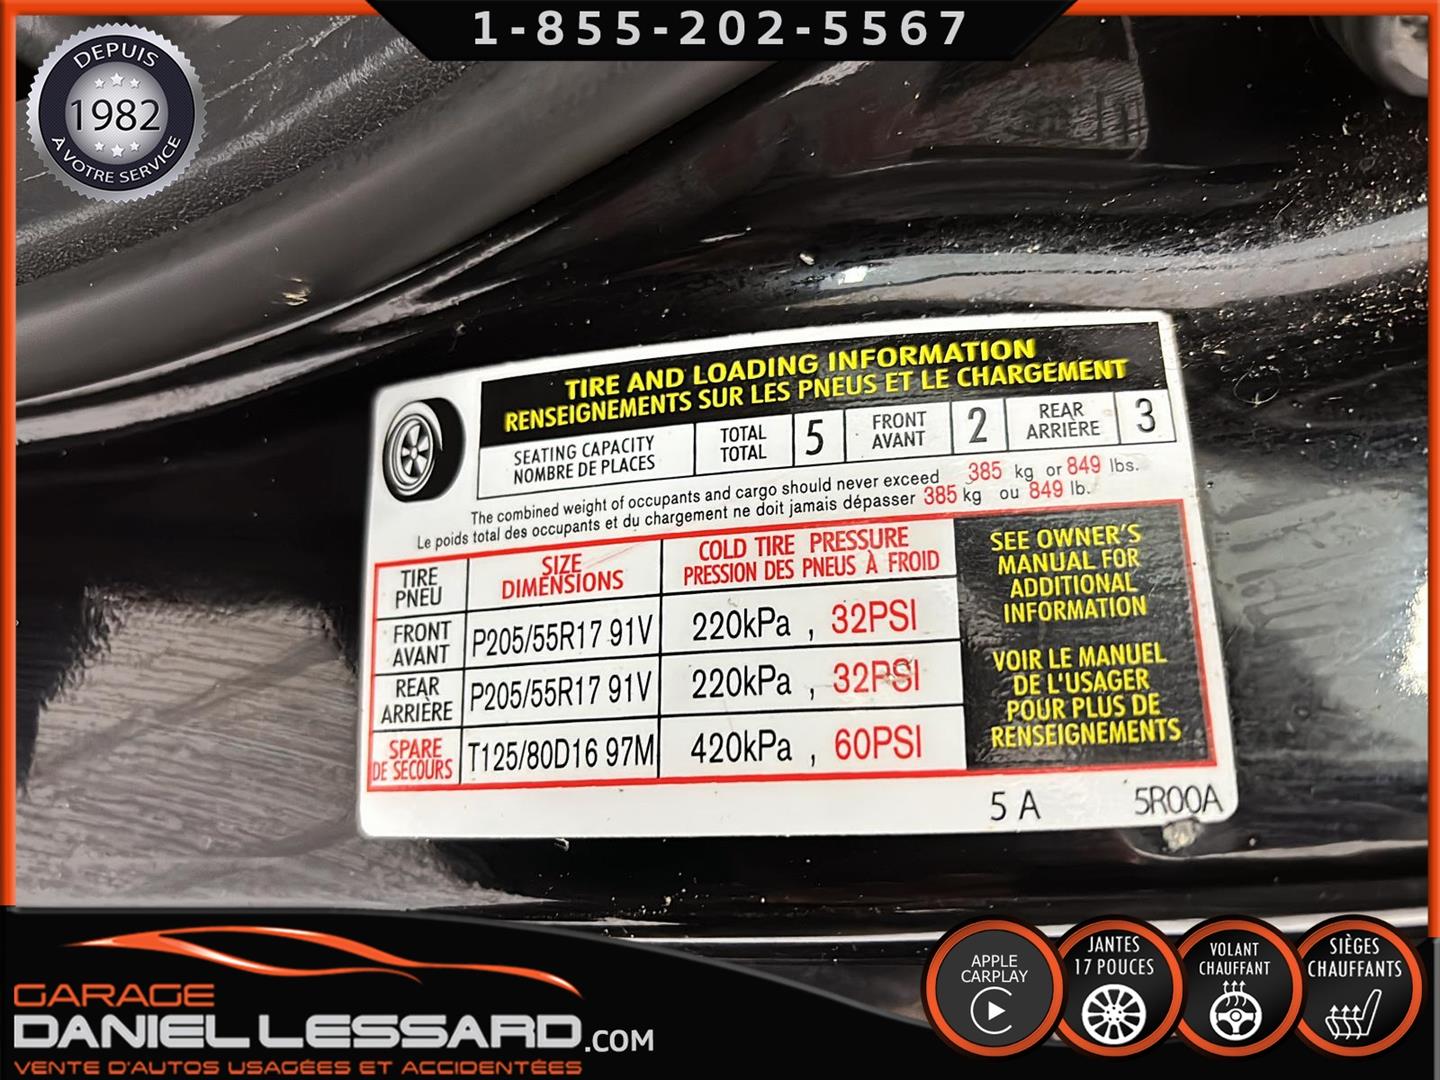 1-855-202-5567
DEPUIS
1982
A VOTRE SERVICE
TIRE AND LOADING INFORMATION
RENSEIGNEMENTS SUR LES PNEUS ET LE CHARGEMENT
SEATING CAPACITY
NOMBRE DE PLACES
TOTAL
TOTAL
5
FRONT
AVANT
2
REAR
ARRIÈRE
3
The combined weight of occupants and cargo should never exceed 385 kg or 849 lbs.
Le poids total des occupants et du chargement ne doit jamais dépasser 385 kg ou 849 lb.
TIRE
PNEU
SIZE
DIMENSIONS
COLD TIRE PRESSURE
PRESSION DES PNEUS À FROID
FRONT
AVANT
P205/55R17 91V
220kPa , 32PSI
REAR
ARRIÈRE
P205/55R17 91V
220kPa , 32PSI
SPARE
DE SECOURS
T125/80D16 97M
420kPa , 60PSI
SEE OWNER'S
MANUAL FOR
ADDITIONAL
INFORMATION
VOIR LE MANUEL
DE L'USAGER
POUR PLUS DE
RENSEIGNEMENTS
5 A 5R00A
GARAGE
DANIEL LESSARD.COM
VENTE D'AUTOS USAGÉES ET ACCIDENTÉES
APPLE
CARPLAY
JANTES
17 POUCES
VOLANT
CHAUFFANT
SIÈGES
CHAUFFANTS